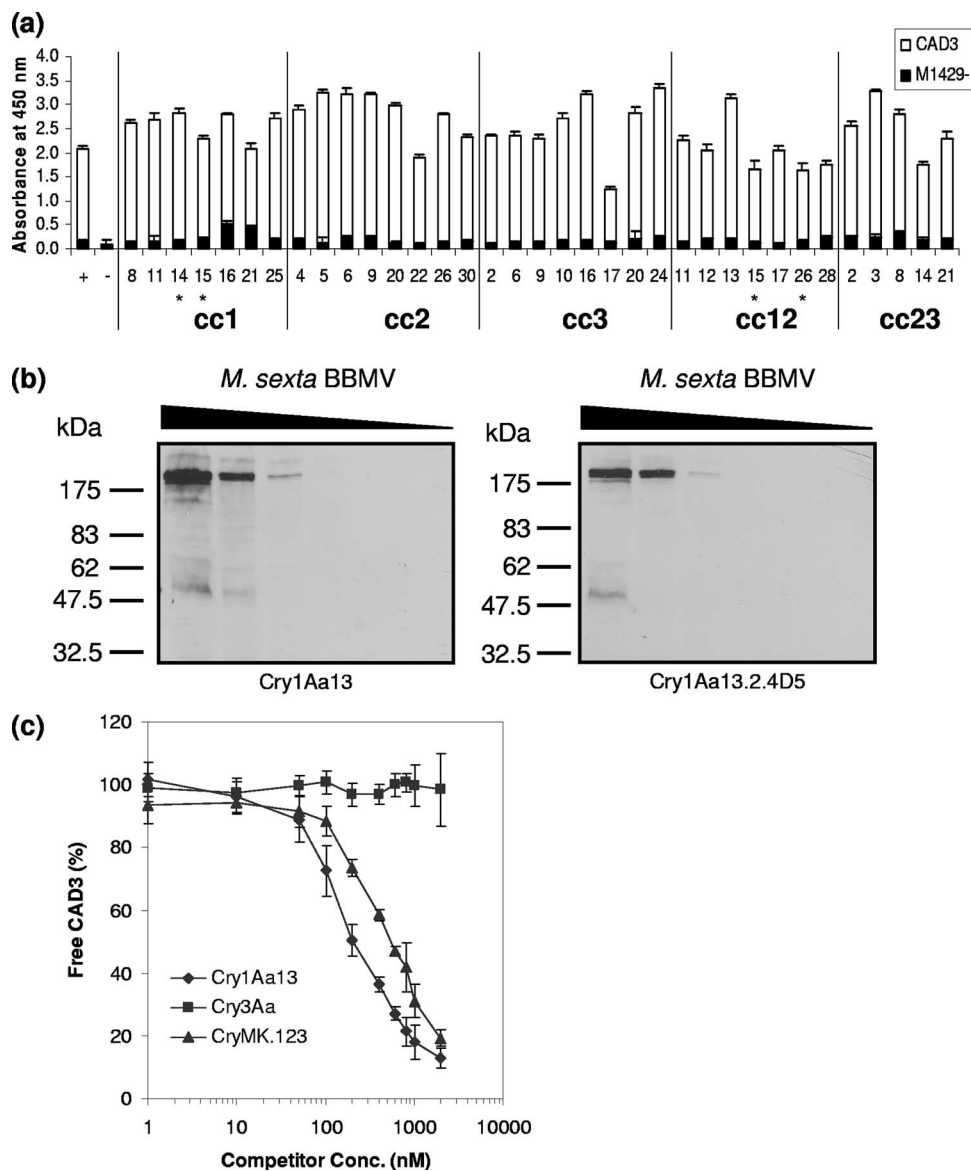 (a)
4.0
3.5
3.0
2.5
2.0
1.5
1.0
0.5
0.0
Absorbance at 450 nm
CAD3
M1429-
+ - 8 11 14 15 16 21 25 4 5 6 9 20 22 26 30 2 6 9 10 16 17 20 24 11 12 13 15 17 26 28 2 3 8 14 21
* * * *
cc1 cc2 cc3 cc12 cc23
(b)
M. sexta BBMV
kDa
175
83
62
47.5
32.5
Cry1Aa13
M. sexta BBMV
kDa
175
83
62
47.5
32.5
Cry1Aa13.2.4D5
(c)
120
100
80
60
40
20
0
Free CAD3 (%)
Cry1Aa13
Cry3Aa
CryMK.123
1 10 100 1000 10000
Competitor Conc. (nM)